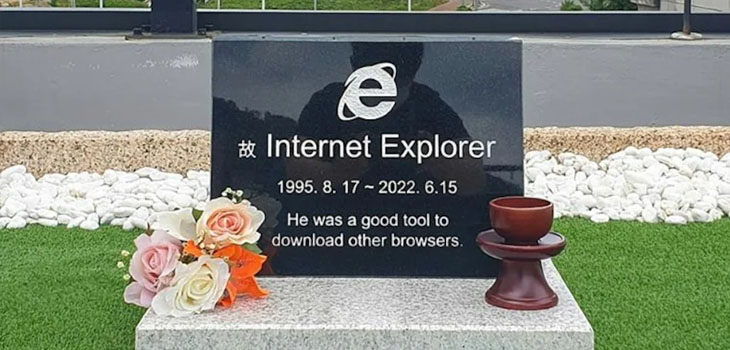 e
故 Internet Explorer
1995. 8. 17 ~ 2022. 6.15
He was a good tool to
download other browsers.